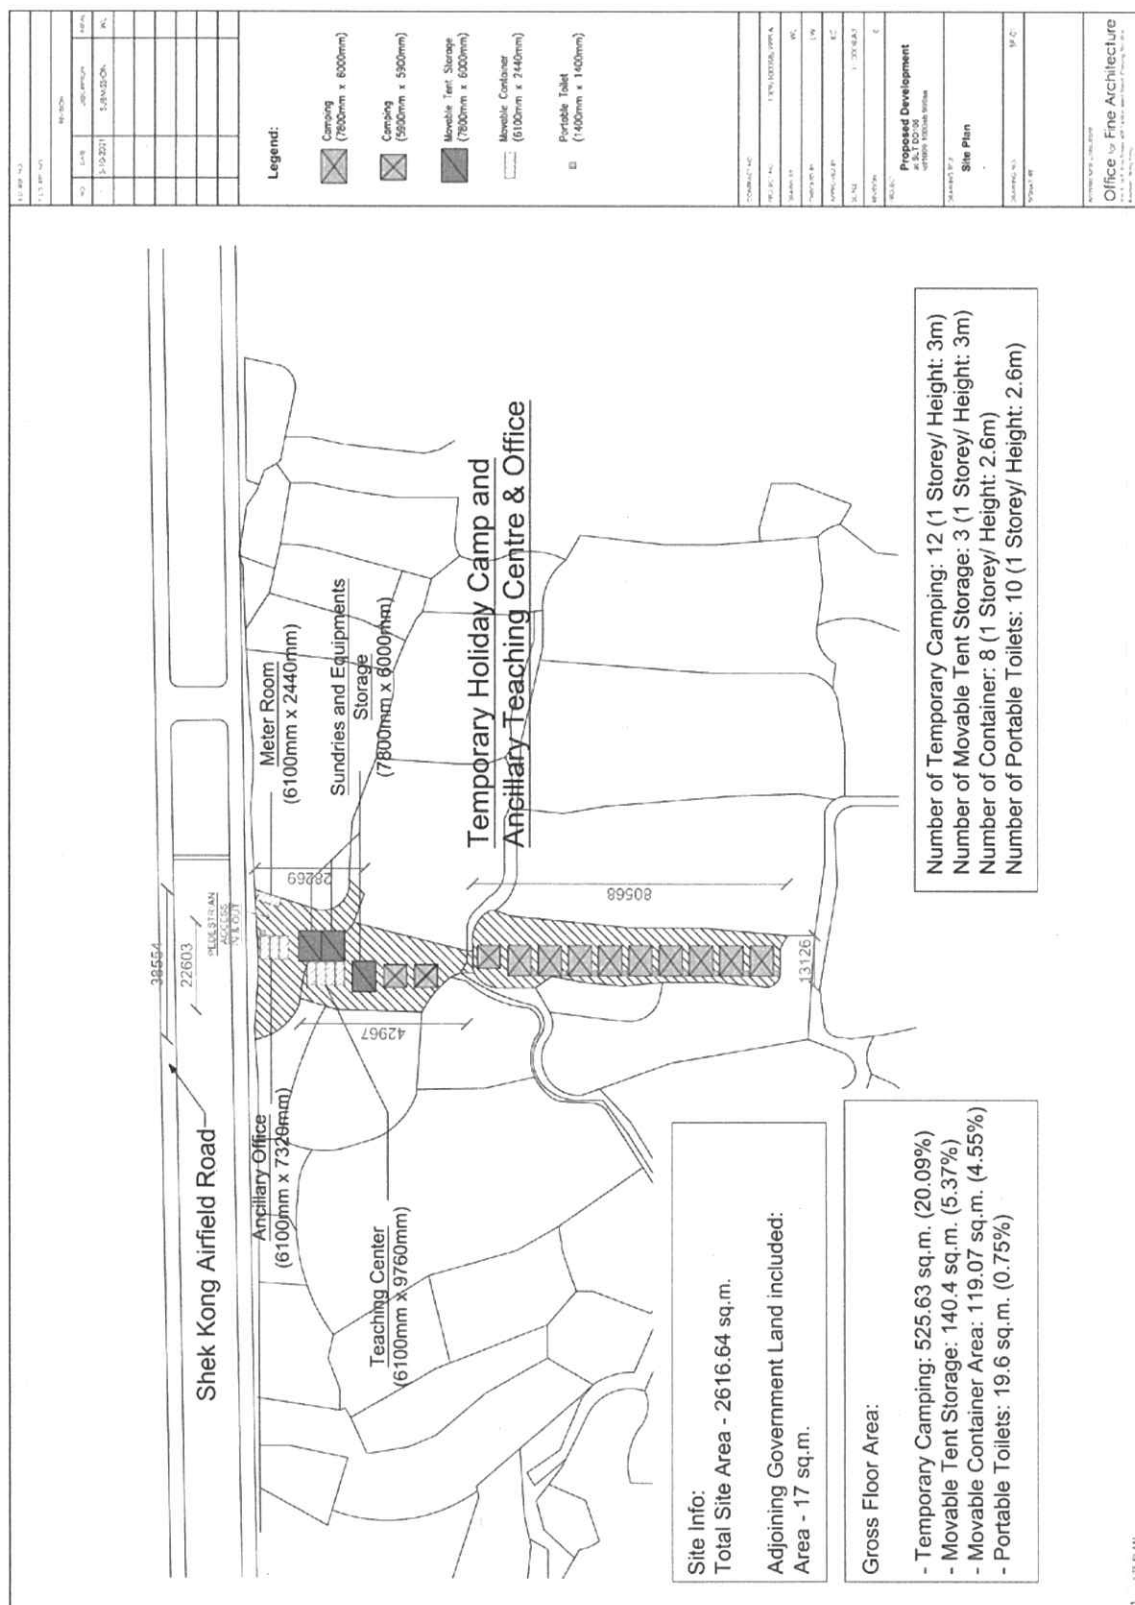 REVISION
NO.
DATE
DESCRIPTION
WL
Legend:
Camping
(7800mm x 6000mm)
Camping
(5900mm x 5900mm)
Movable Tent Storage
(7800mm x 6000mm)
Movable Container
(6100mm x 2440mm)
Portable Toilet
(1400mm x 1400mm)
Proposed Development
Site Plan
Office for Fine Architecture
Shek Kong Airfield Road
38554
22603
PEDESTRIAN
ACCESS
IN & OUT
28269
42967
80568
13126
Meter Room
(6100mm x 2440mm)
Sundries and Equipments
Storage
(7800mm x 6000mm)
Ancillary Office
(6100mm x 7320mm)
Teaching Center
(6100mm x 9760mm)
Temporary Holiday Camp and
Ancillary Teaching Centre & Office
Site Info:
Total Site Area - 2616.64 sq.m.
Adjoining Government Land included:
Area - 17 sq.m.
Gross Floor Area:
- Temporary Camping: 525.63 sq.m. (20.09%)
- Movable Tent Storage: 140.4 sq.m. (5.37%)
- Movable Container Area: 119.07 sq.m. (4.55%)
- Portable Toilets: 19.6 sq.m. (0.75%)
Number of Temporary Camping: 12 (1 Storey/ Height: 3m)
Number of Movable Tent Storage: 3 (1 Storey/ Height: 3m)
Number of Container: 8 (1 Storey/ Height: 2.6m)
Number of Portable Toilets: 10 (1 Storey/ Height: 2.6m)